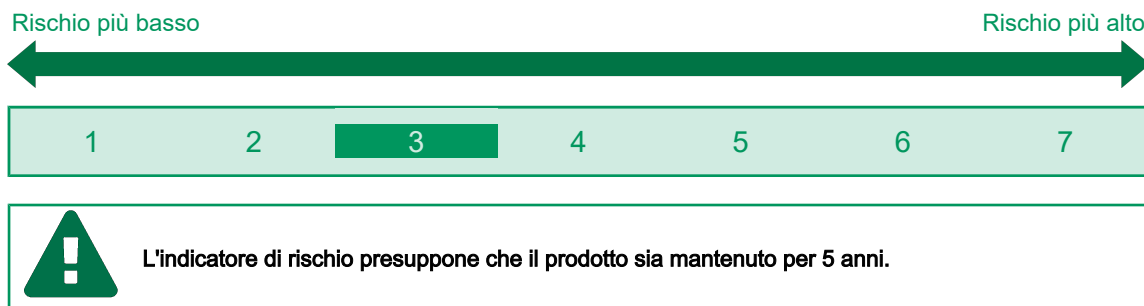 Rischio più basso Rischio più alto
1 2 3 4 5 6 7
L'indicatore di rischio presuppone che il prodotto sia mantenuto per 5 anni.